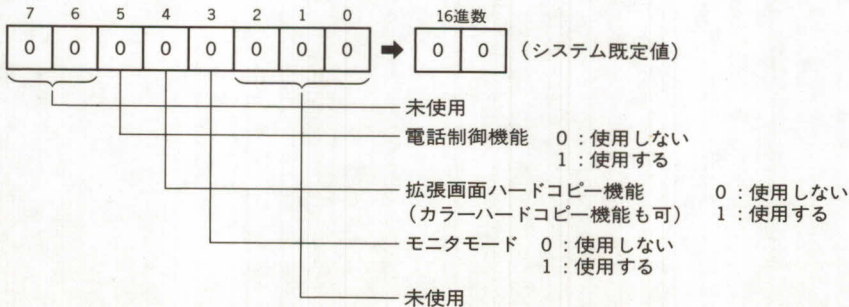 7 6 5 4 3 2 1 0 16進数
0 0 0 0 0 0 0 0 ➡ 0 0 (システム既定値)
未使用
電話制御機能 0:使用しない
1:使用する
拡張画面ハードコピー機能 0:使用しない
(カラーハードコピー機能も可) 1:使用する
モニタモード 0:使用しない
1:使用する
未使用